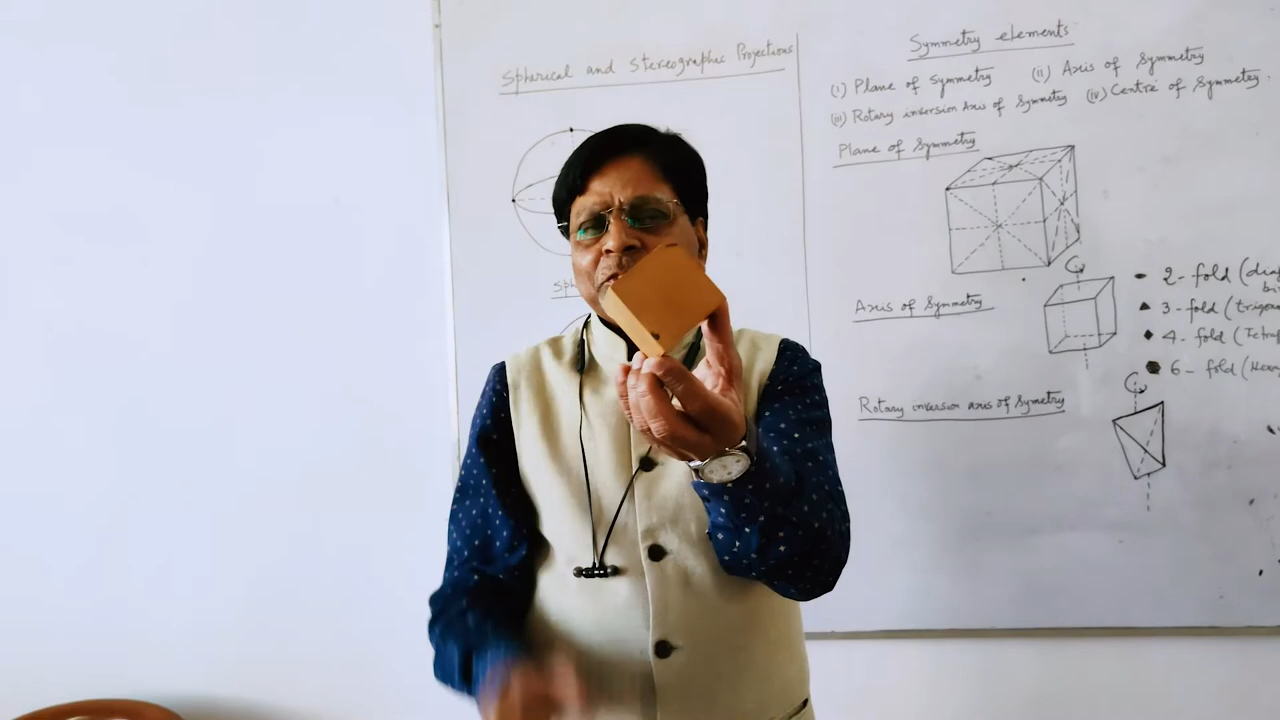 Spherical and Stereographic Projections
Symmetry elements
(i) Plane of Symmetry (ii) Axis of Symmetry
(iii) Rotary inversion Axis of Symmetry (iv) Centre of Symmetry
Plane of Symmetry
Axis of Symmetry
2 - fold
3 - fold
4 - fold
6 - fold
Rotary inversion axis of Symmetry